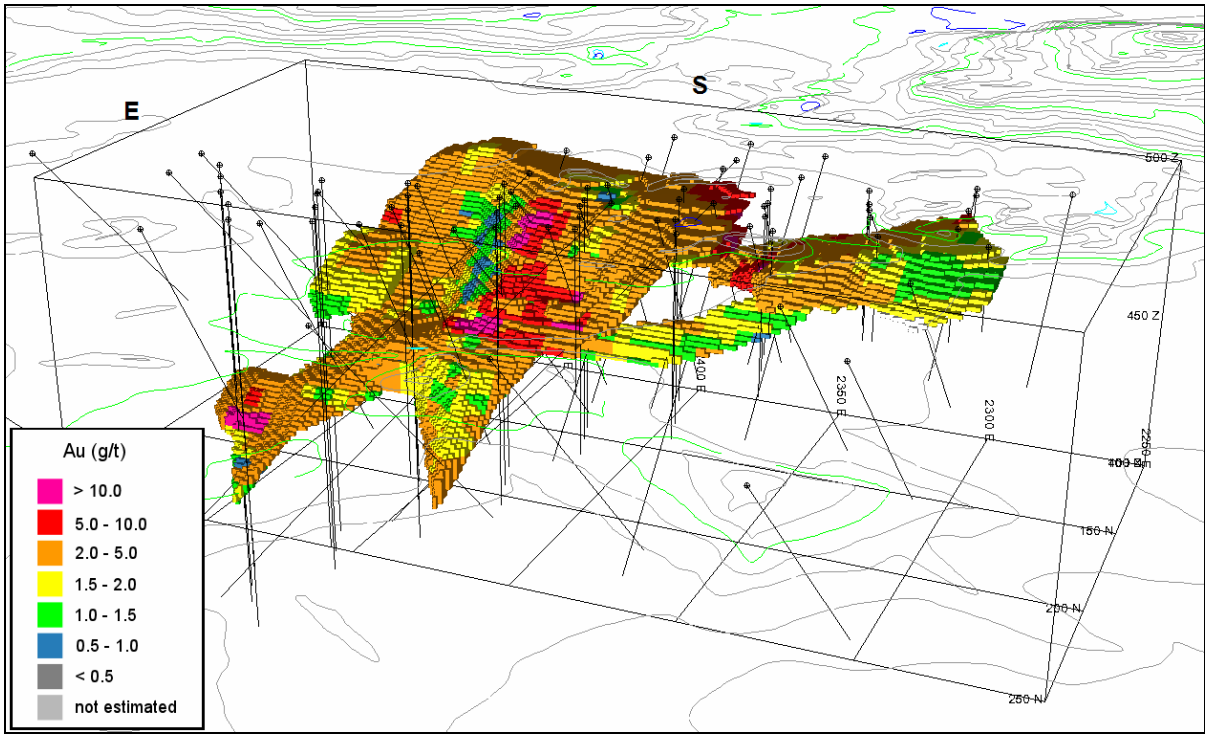 E
S
500 Z
450 Z
E
400 E
2350 E
2300 E
2250 E
150 N
200 N
250 N
Au (g/t)
> 10.0
5.0 - 10.0
2.0 - 5.0
1.5 - 2.0
1.0 - 1.5
0.5 - 1.0
< 0.5
not estimated